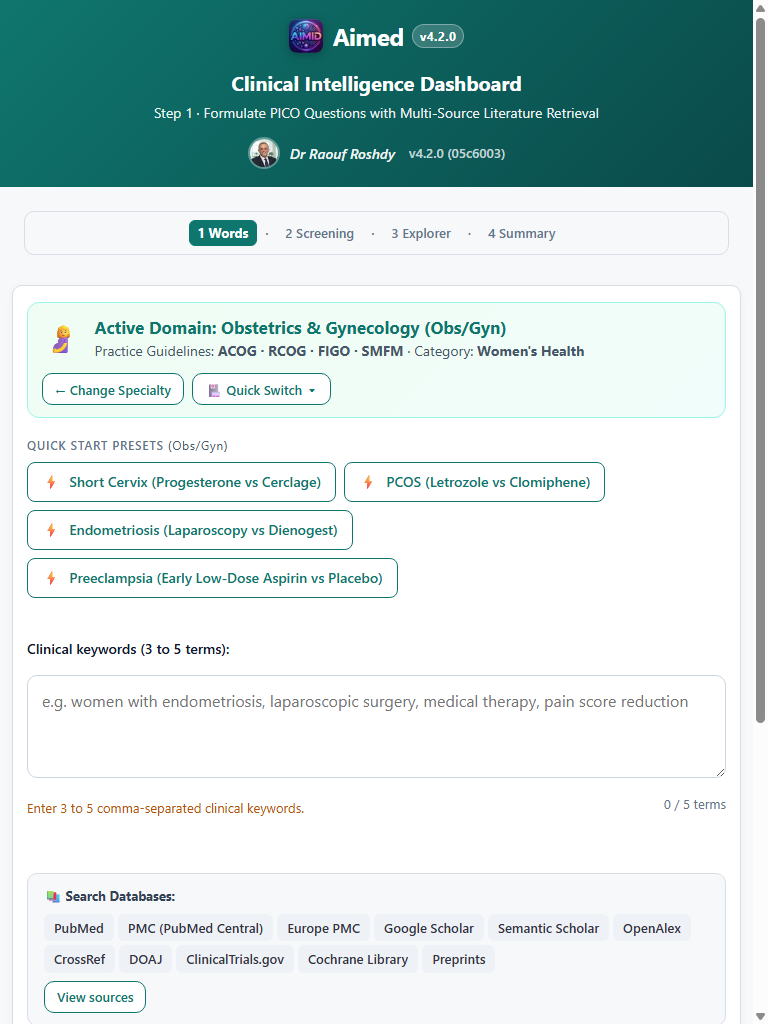 AIMID
Aimed v4.2.0
Clinical Intelligence Dashboard
Step 1 · Formulate PICO Questions with Multi-Source Literature Retrieval
Dr Raouf Roshdy v4.2.0 (05c6003)
1 Words · 2 Screening · 3 Explorer · 4 Summary
Active Domain: Obstetrics & Gynecology (Obs/Gyn)
Practice Guidelines: ACOG · RCOG · FIGO · SMFM · Category: Women's Health
← Change Specialty Quick Switch
QUICK START PRESETS (Obs/Gyn)
Short Cervix (Progesterone vs Cerclage) PCOS (Letrozole vs Clomiphene)
Endometriosis (Laparoscopy vs Dienogest)
Preeclampsia (Early Low-Dose Aspirin vs Placebo)
Clinical keywords (3 to 5 terms):
e.g. women with endometriosis, laparoscopic surgery, medical therapy, pain score reduction
Enter 3 to 5 comma-separated clinical keywords. 0 / 5 terms
Search Databases:
PubMed PMC (PubMed Central) Europe PMC Google Scholar Semantic Scholar OpenAlex
CrossRef DOAJ ClinicalTrials.gov Cochrane Library Preprints
View sources